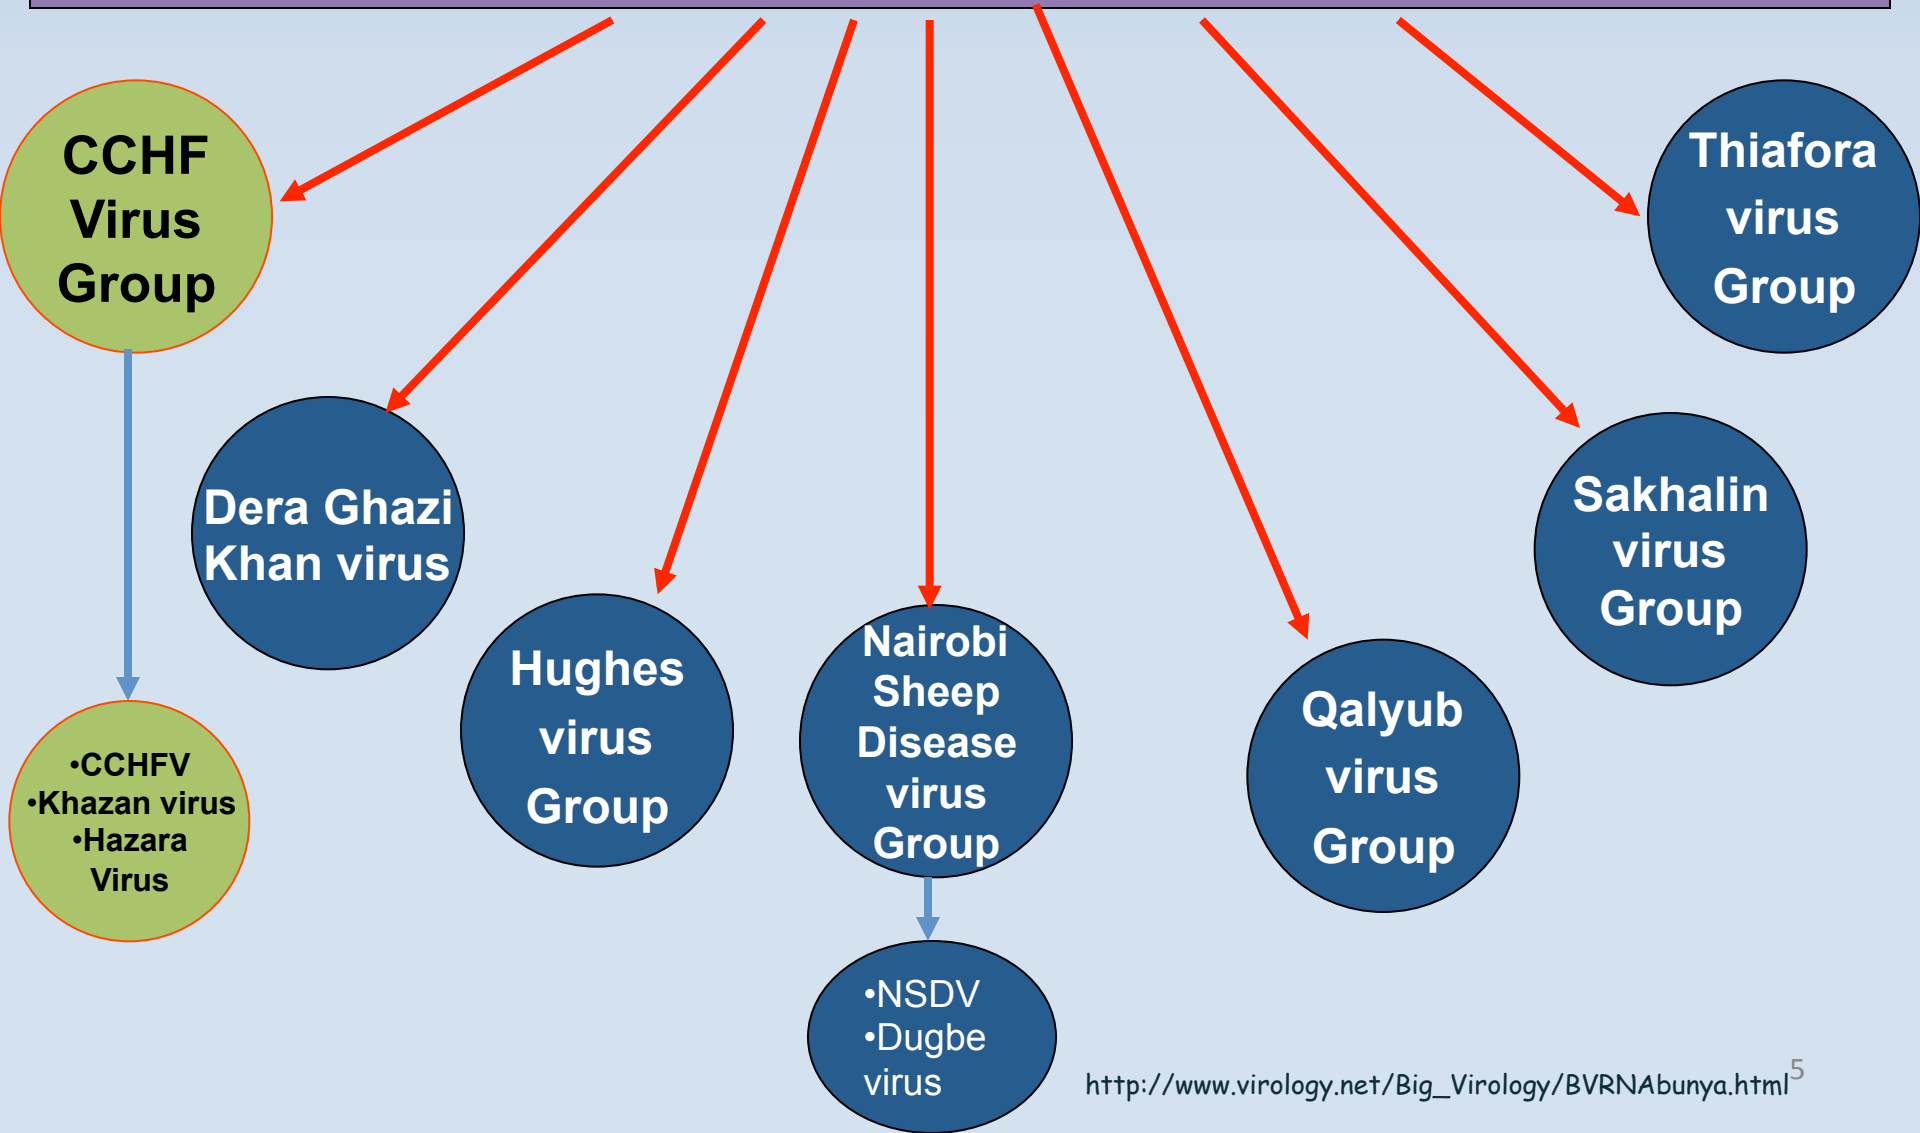 CCHF
Virus
Group
Thiafora
virus
Group
Dera Ghazi
Khan virus
Sakhalin
virus
Group
Hughes
virus
Group
Nairobi
Sheep
Disease
virus
Group
Qalyub
virus
Group
•CCHFV
•Khazan virus
•Hazara
Virus
•NSDV
•Dugbe
virus
http://www.virology.net/Big_Virology/BVRNAbunya.html
5